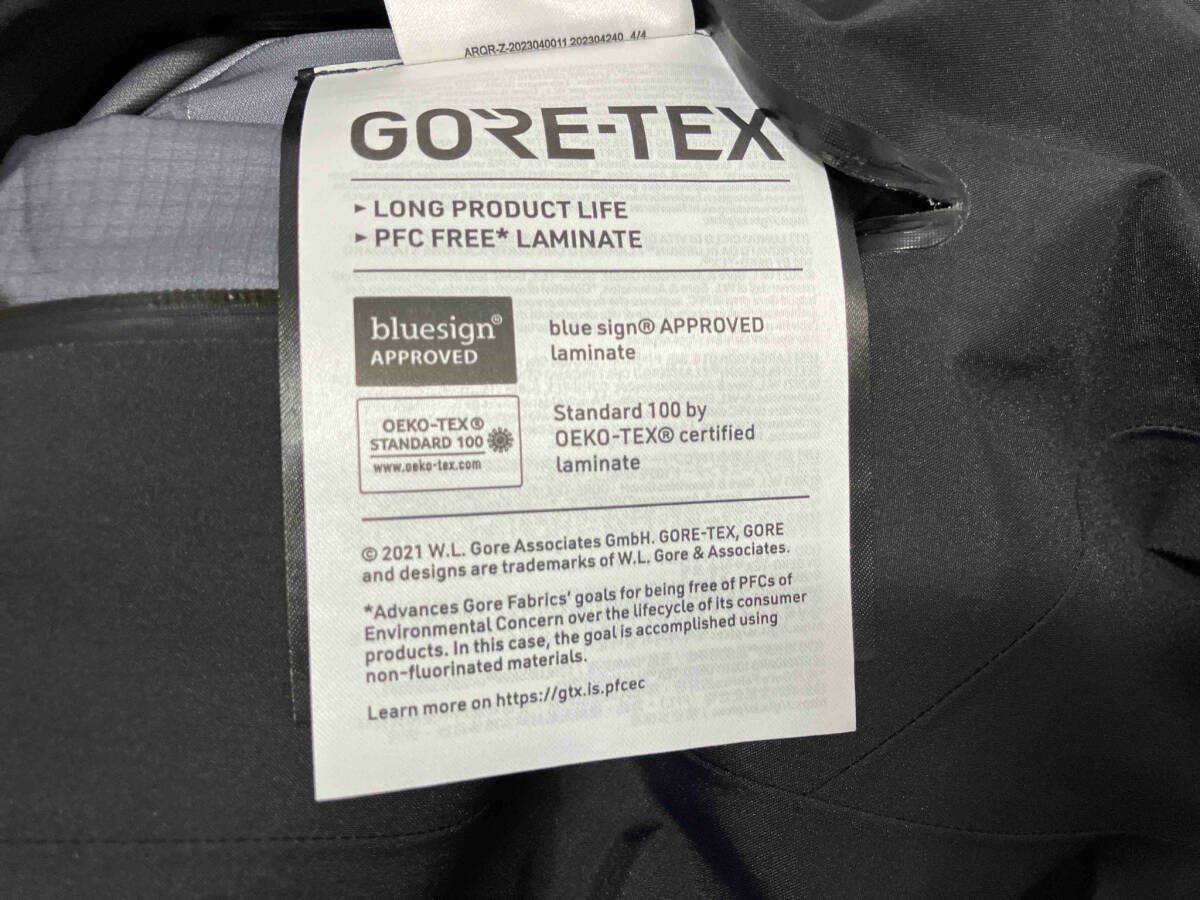 ARQR-Z-2023040011 202304240 4/4
GORE-TEX
► LONG PRODUCT LIFE
► PFC FREE* LAMINATE
bluesign®
APPROVED
blue sign® APPROVED
laminate
OEKO-TEX®
STANDARD 100
www.oeko-tex.com
Standard 100 by
OEKO-TEX® certified
laminate
© 2021 W.L. Gore Associates GmbH. GORE-TEX, GORE
and designs are trademarks of W.L. Gore & Associates.
*Advances Gore Fabrics' goals for being free of PFCs of
Environmental Concern over the lifecycle of its consumer
products. In this case, the goal is accomplished using
non-fluorinated materials.
Learn more on https://gtx.is.pfcec